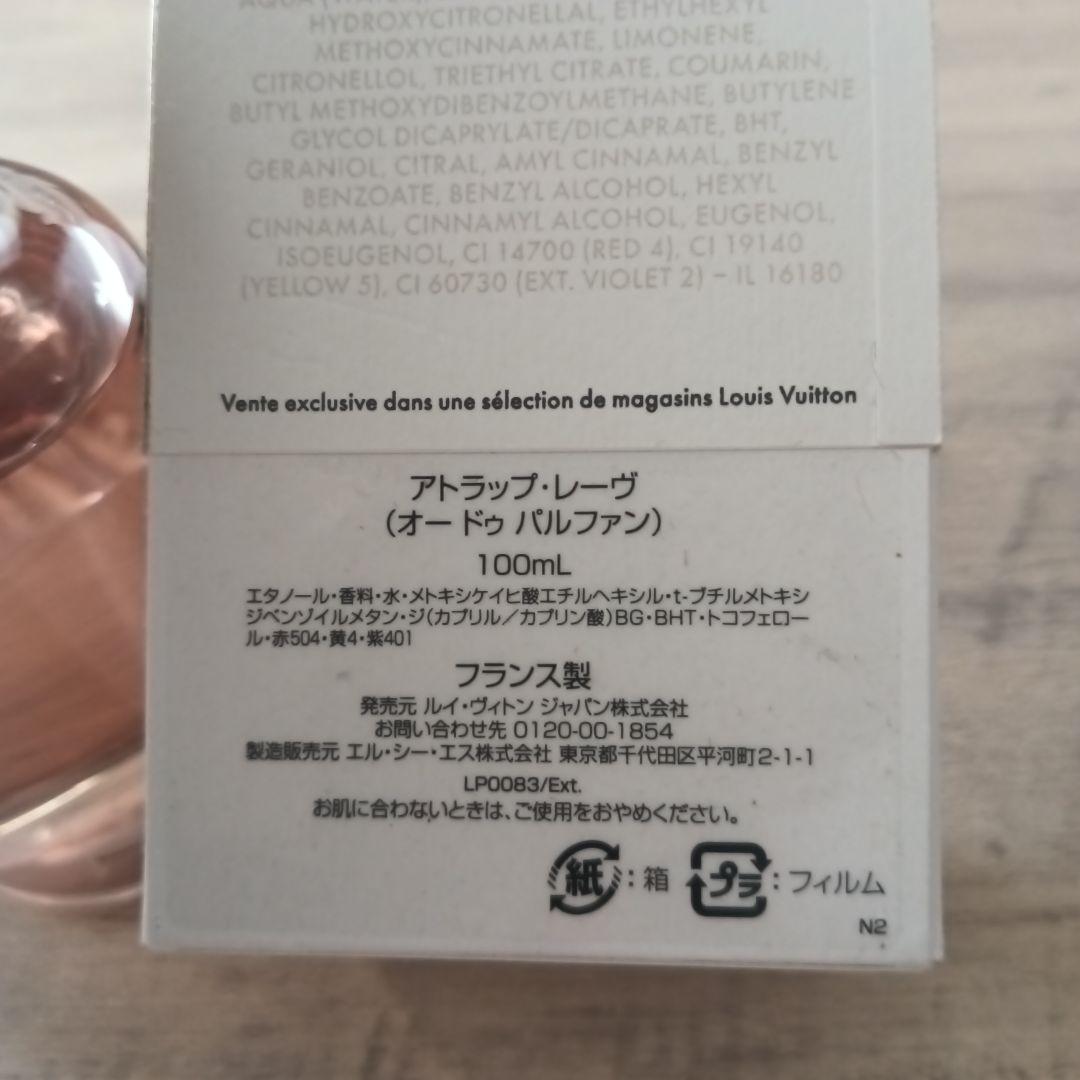 AQUA (WATER),
HYDROXYCITRONELLAL, ETHYLHEXYL
METHOXYCINNAMATE, LIMONENE,
CITRONELLOL, TRIETHYL CITRATE, COUMARIN,
BUTYL METHOXYDIBENZOYLMETHANE, BUTYLENE
GLYCOL DICAPRYLATE/DICAPRATE, BHT,
GERANIOL, CITRAL, AMYL CINNAMAL, BENZYL
BENZOATE, BENZYL ALCOHOL, HEXYL
CINNAMAL, CINNAMYL ALCOHOL, EUGENOL,
ISOEUGENOL, CI 14700 (RED 4), CI 19140
(YELLOW 5), CI 60730 (EXT. VIOLET 2) – IL 16180
Vente exclusive dans une sélection de magasins Louis Vuitton
アトラップ・レーヴ
(オー ドゥ パルファン)
100mL
エタノール・香料・水・メトキシケイヒ酸エチルヘキシル・t-ブチルメトキシ
ジベンゾイルメタン・ジ(カプリル/カプリン酸)BG・BHT・トコフェロー
ル・赤504・黄4・紫401
フランス製
発売元 ルイ・ヴィトン ジャパン株式会社
お問い合わせ先 0120-00-1854
製造販売元 エル・シー・エス株式会社 東京都千代田区平河町2-1-1
LP0083/Ext.
お肌に合わないときは、ご使用をおやめください。
紙:箱 プラ:フィルム
N2